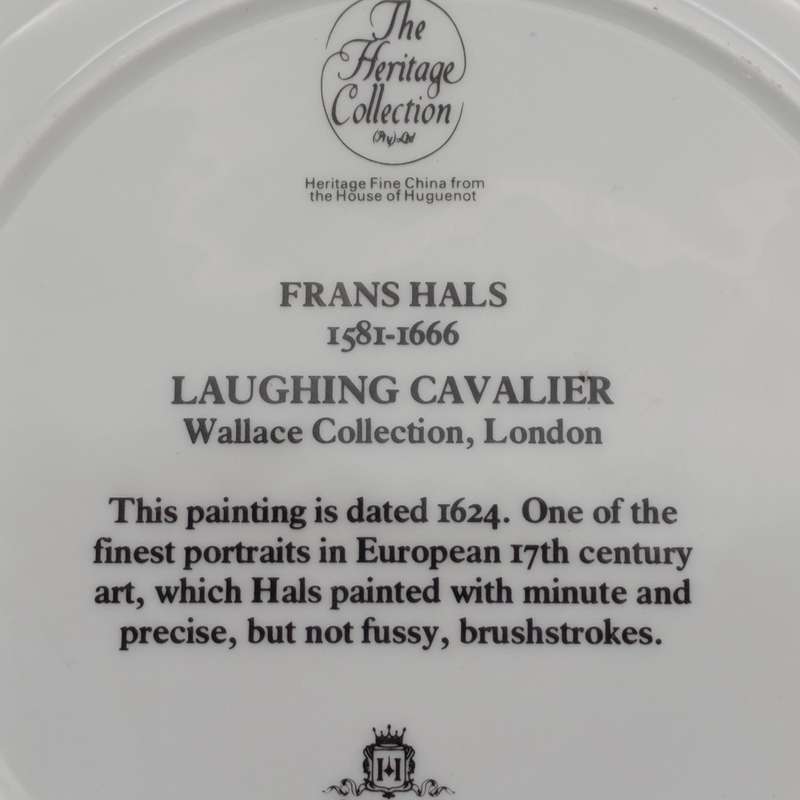 The
Heritage
Collection
(Pty) Ltd
Heritage Fine China from
the House of Huguenot
FRANS HALS
1581-1666
LAUGHING CAVALIER
Wallace Collection, London
This painting is dated 1624. One of the
finest portraits in European 17th century
art, which Hals painted with minute and
precise, but not fussy, brushstrokes.
H